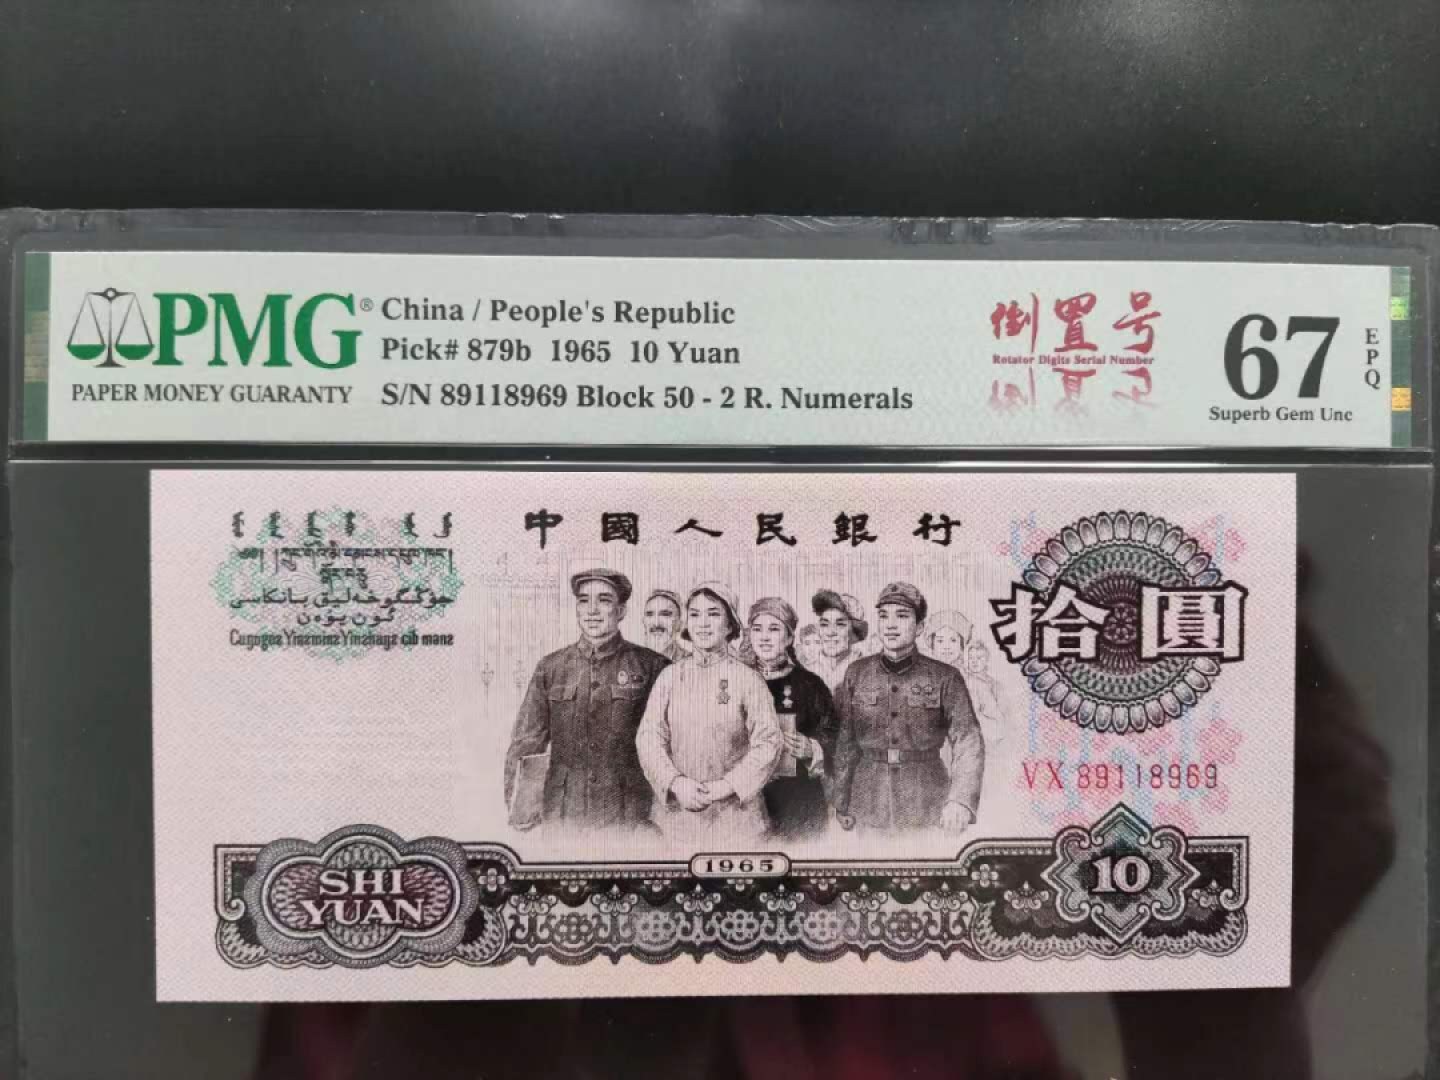 PMG®
PAPER MONEY GUARANTY
China / People's Republic
Pick# 879b 1965 10 Yuan
S/N 89118969 Block 50 - 2 R. Numerals
倒置号
Rotator Digits Serial Number
67
EPQ
Superb Gem Unc
中國人民銀行
拾圓
VX 89118969
1965
SHI
YUAN
10